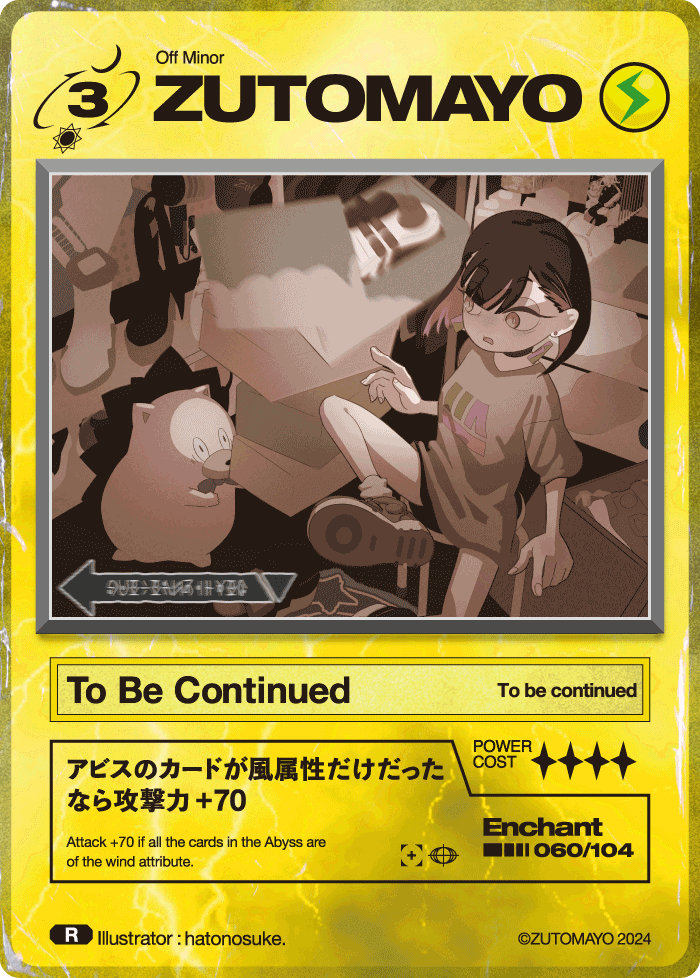 Off Minor
3
ZUTOMAYO
To Be Continued
To be continued
アビスのカードが風属性だけだった
なら攻撃力+70
Attack +70 if all the cards in the Abyss are
of the wind attribute.
POWER
COST
Enchant
060/104
R
Illustrator : hatonosuke.
©ZUTOMAYO 2024